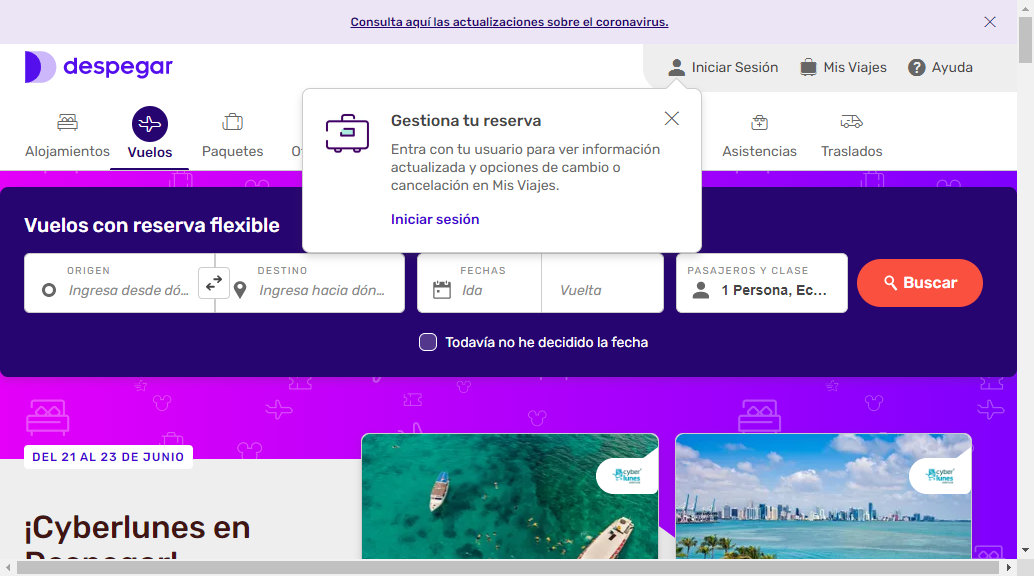 Consulta aquí las actualizaciones sobre el coronavirus.
despegar
Iniciar Sesión
Mis Viajes
Ayuda
Alojamientos
Vuelos
Paquetes
Asistencias
Traslados
Gestiona tu reserva
Entra con tu usuario para ver información
actualizada y opciones de cambio o
cancelación en Mis Viajes.
Iniciar sesión
Vuelos con reserva flexible
ORIGEN
Ingresa desde dó...
DESTINO
Ingresa hacia dón...
FECHAS
Ida
Vuelta
PASAJEROS Y CLASE
1 Persona, Ec...
Buscar
Todavía no he decidido la fecha
DEL 21 AL 23 DE JUNIO
cyber lunes
cyber lunes
¡Cyberlunes en
Despegar!